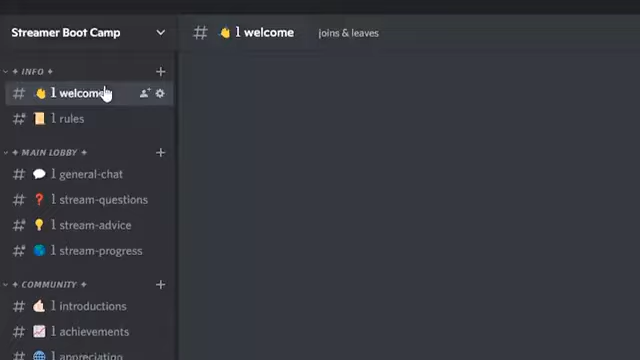 Streamer Boot Camp
# 👋 l welcome joins & leaves
✦ INFO ✦
# 👋 l welcome
# 📜 l rules
✦ MAIN LOBBY ✦
# 💬 l general-chat
# ❓ l stream-questions
# 💡 l stream-advice
# 🌎 l stream-progress
✦ COMMUNITY ✦
# 🤙🏻 l introductions
# 📈 l achievements
# 🌐 l appreciation